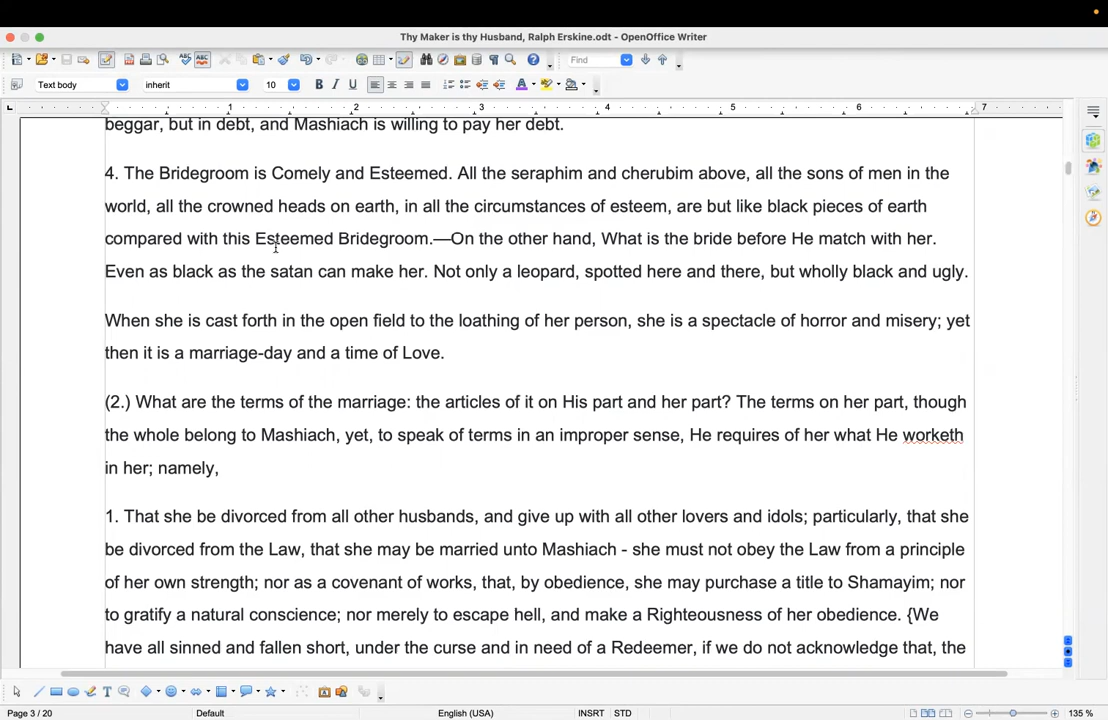 Thy Maker is thy Husband, Ralph Erskine.odt - OpenOffice Writer
Find
Text body inherit 10
1 2 3 4 5 6 7
beggar, but in debt, and Mashiach is willing to pay her debt.
4. The Bridegroom is Comely and Esteemed. All the seraphim and cherubim above, all the sons of men in the
world, all the crowned heads on earth, in all the circumstances of esteem, are but like black pieces of earth
compared with this Esteemed Bridegroom.—On the other hand, What is the bride before He match with her.
Even as black as the satan can make her. Not only a leopard, spotted here and there, but wholly black and ugly.
When she is cast forth in the open field to the loathing of her person, she is a spectacle of horror and misery; yet
then it is a marriage-day and a time of Love.
(2.) What are the terms of the marriage: the articles of it on His part and her part? The terms on her part, though
the whole belong to Mashiach, yet, to speak of terms in an improper sense, He requires of her what He worketh
in her; namely,
1. That she be divorced from all other husbands, and give up with all other lovers and idols; particularly, that she
be divorced from the Law, that she may be married unto Mashiach - she must not obey the Law from a principle
of her own strength; nor as a covenant of works, that, by obedience, she may purchase a title to Shamayim; nor
to gratify a natural conscience; nor merely to escape hell, and make a Righteousness of her obedience. {We
have all sinned and fallen short, under the curse and in need of a Redeemer, if we do not acknowledge that, the
Page 3 / 20 Default English (USA) INSRT STD 135 %